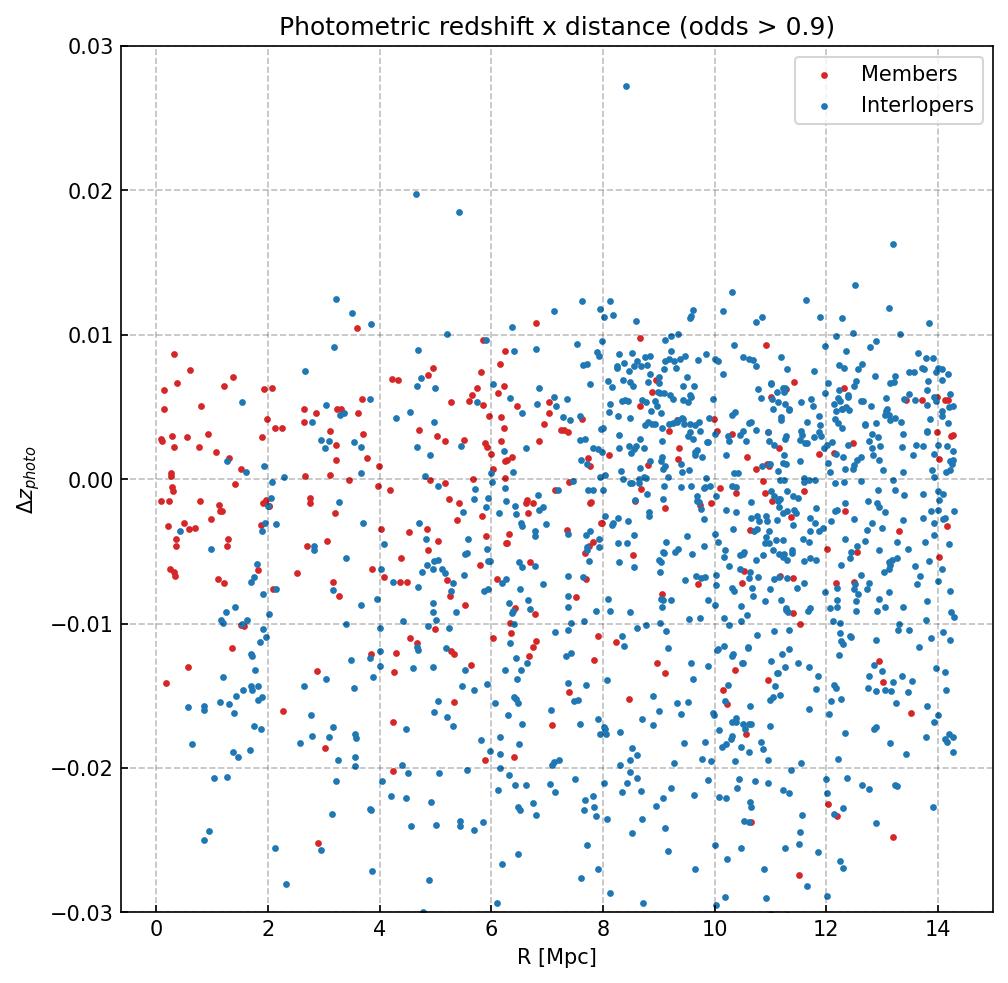 Photometric redshift x distance (odds > 0.9)
Members
Interlopers
0.03
0.02
0.01
0.00
−0.01
−0.02
−0.03
Δz_photo
0 2 4 6 8 10 12 14
R [Mpc]